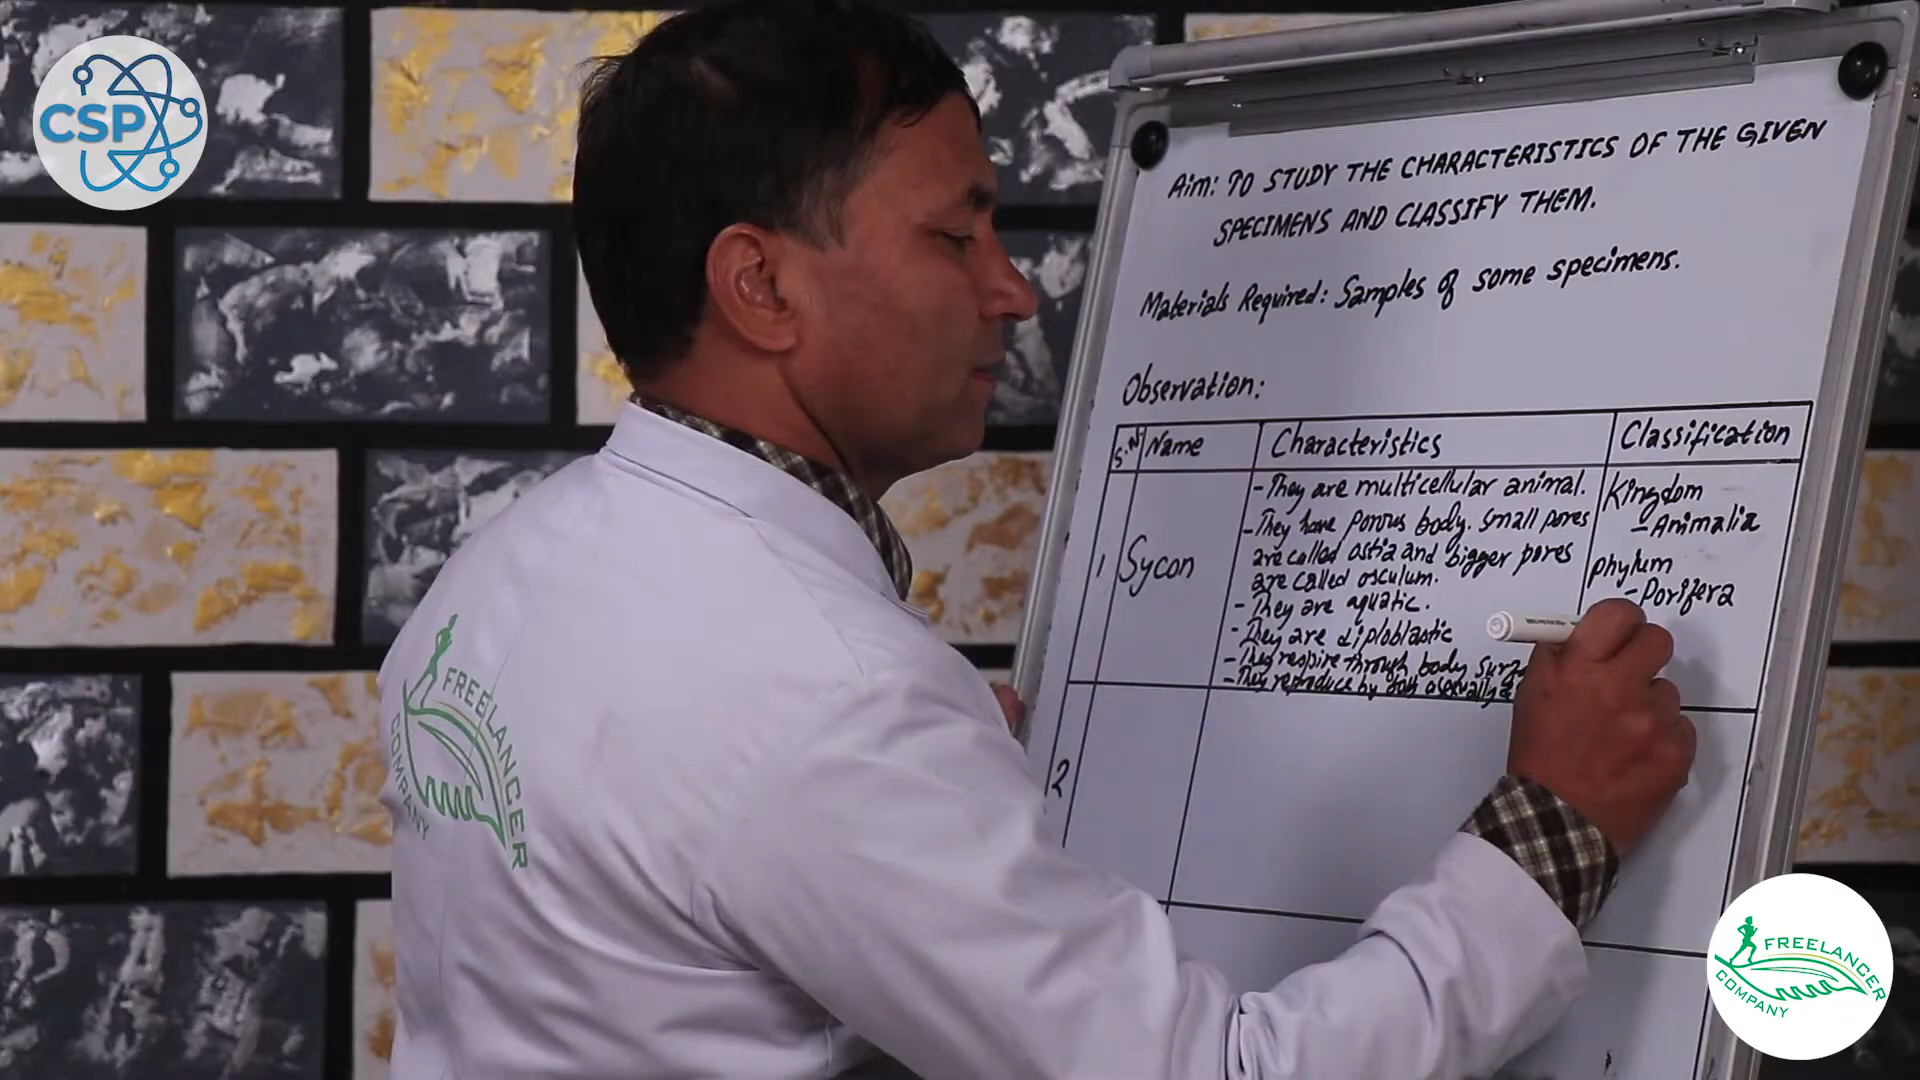 CSP
Aim: TO STUDY THE CHARACTERISTICS OF THE GIVEN
SPECIMENS AND CLASSIFY THEM.
Materials Required: Samples of some specimens.
Observation:
S.N Name Characteristics Classification
1 Sycon
- They are multicellular animal.
- They have Porous body. Small pores
are called ostia and bigger pores
are called osculum.
- They are aquatic.
- They are diploblastic
- They respire through body
- They reproduce by both asexually
Kingdom
- Animalia
phylum
- Porifera
2
FREELANCER
COMPANY
FREELANCER
COMPANY